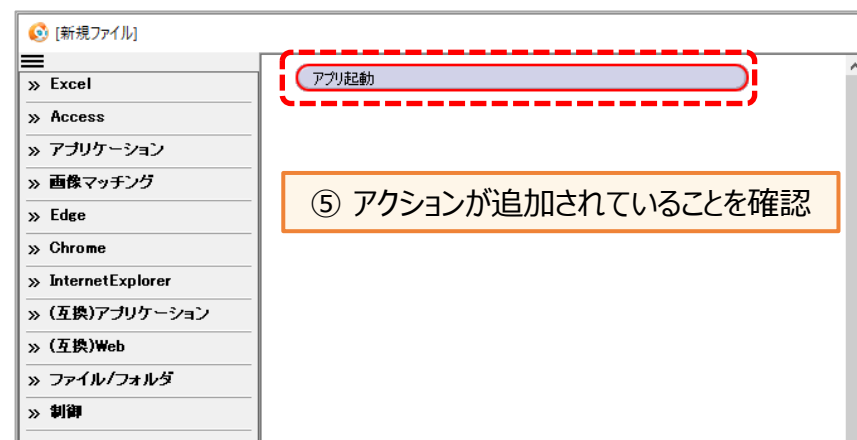 [新規ファイル]
» Excel
» Access
» アプリケーション
» 画像マッチング
» Edge
» Chrome
» InternetExplorer
» (互換)アプリケーション
» (互換)Web
» ファイル/フォルダ
» 制御
アプリ起動
⑤ アクションが追加されていることを確認